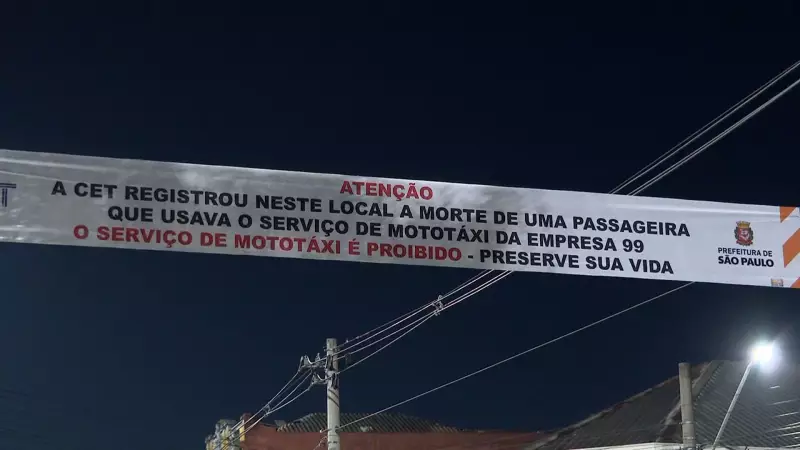 ATENÇÃO
A CET REGISTROU NESTE LOCAL A MORTE DE UMA PASSAGEIRA
QUE USAVA O SERVIÇO DE MOTOTÁXI DA EMPRESA 99
O SERVIÇO DE MOTOTÁXI É PROIBIDO - PRESERVE SUA VIDA
PREFEITURA DE
SÃO PAULO